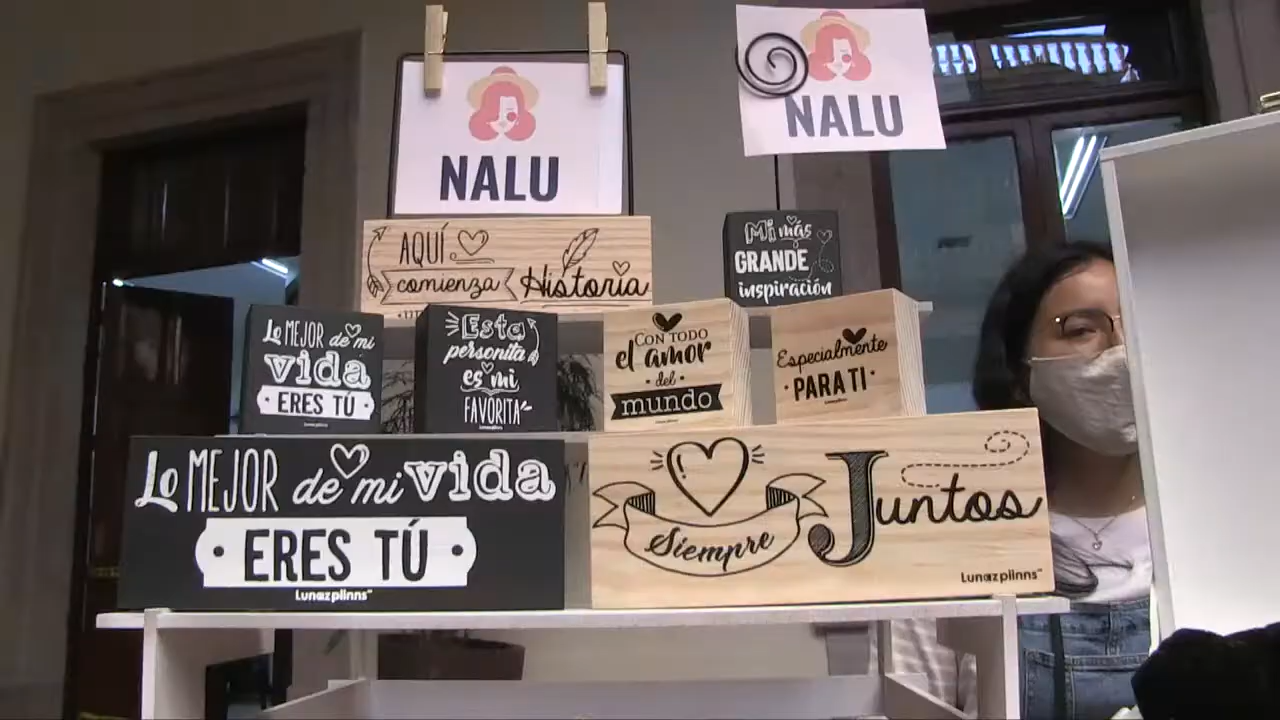 NALU
NALU
AQUÍ
comienza
Historia
Mi más
GRANDE
inspiración
Lo MEJOR de mi
vida
ERES TÚ
Lunazplinns
Esta
personita
es mi
FAVORITA
Lunazplinns
CON TODO
el amor
del
mundo
Especialmente
PARA TI
Lo MEJOR de mi vida
ERES TÚ
Lunazplinns
Siempre
Juntos
Lunazplinns